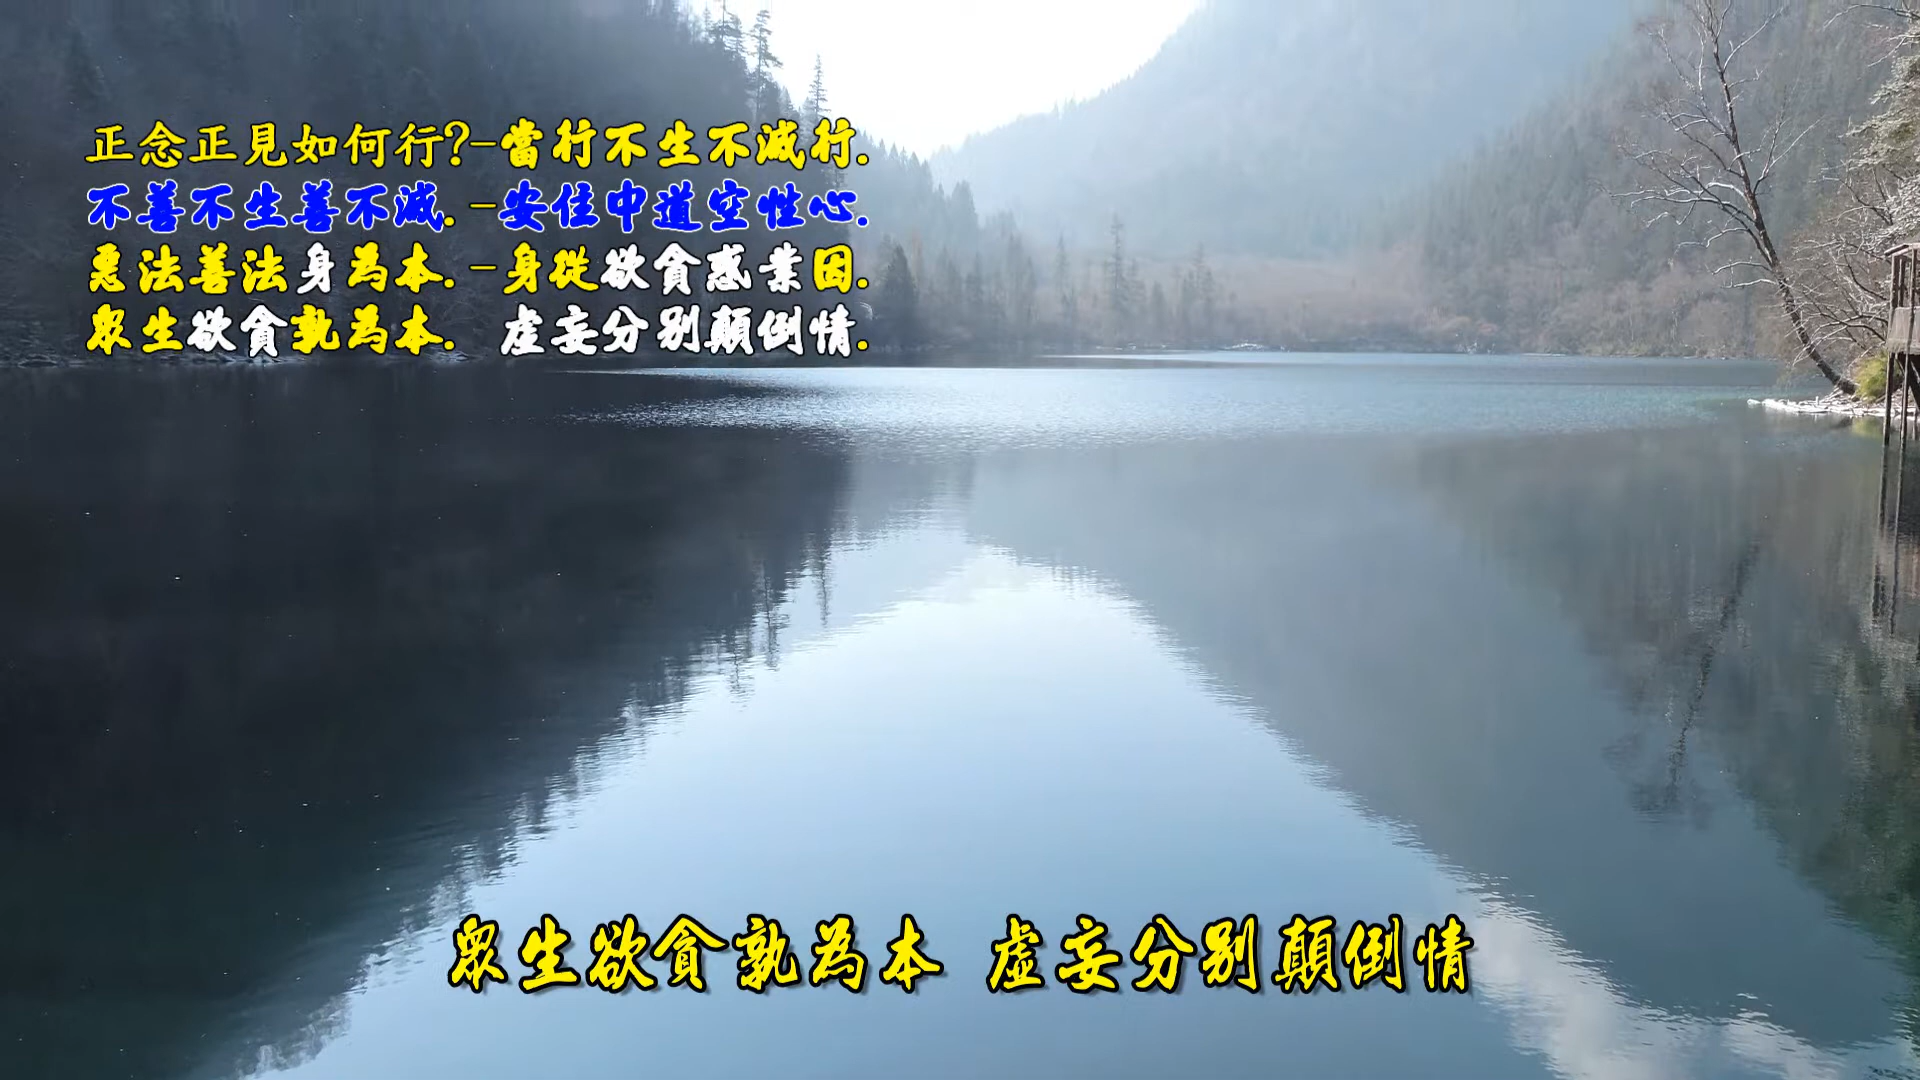 正念正見如何行?-當行不生不滅行.
不善不生善不滅.-安住中道空性心.
惡法善法身為本.-身從欲貪惑業因.
眾生欲貪孰為本. 虛妄分別顛倒情.
眾生欲貪孰為本 虛妄分別顛倒情